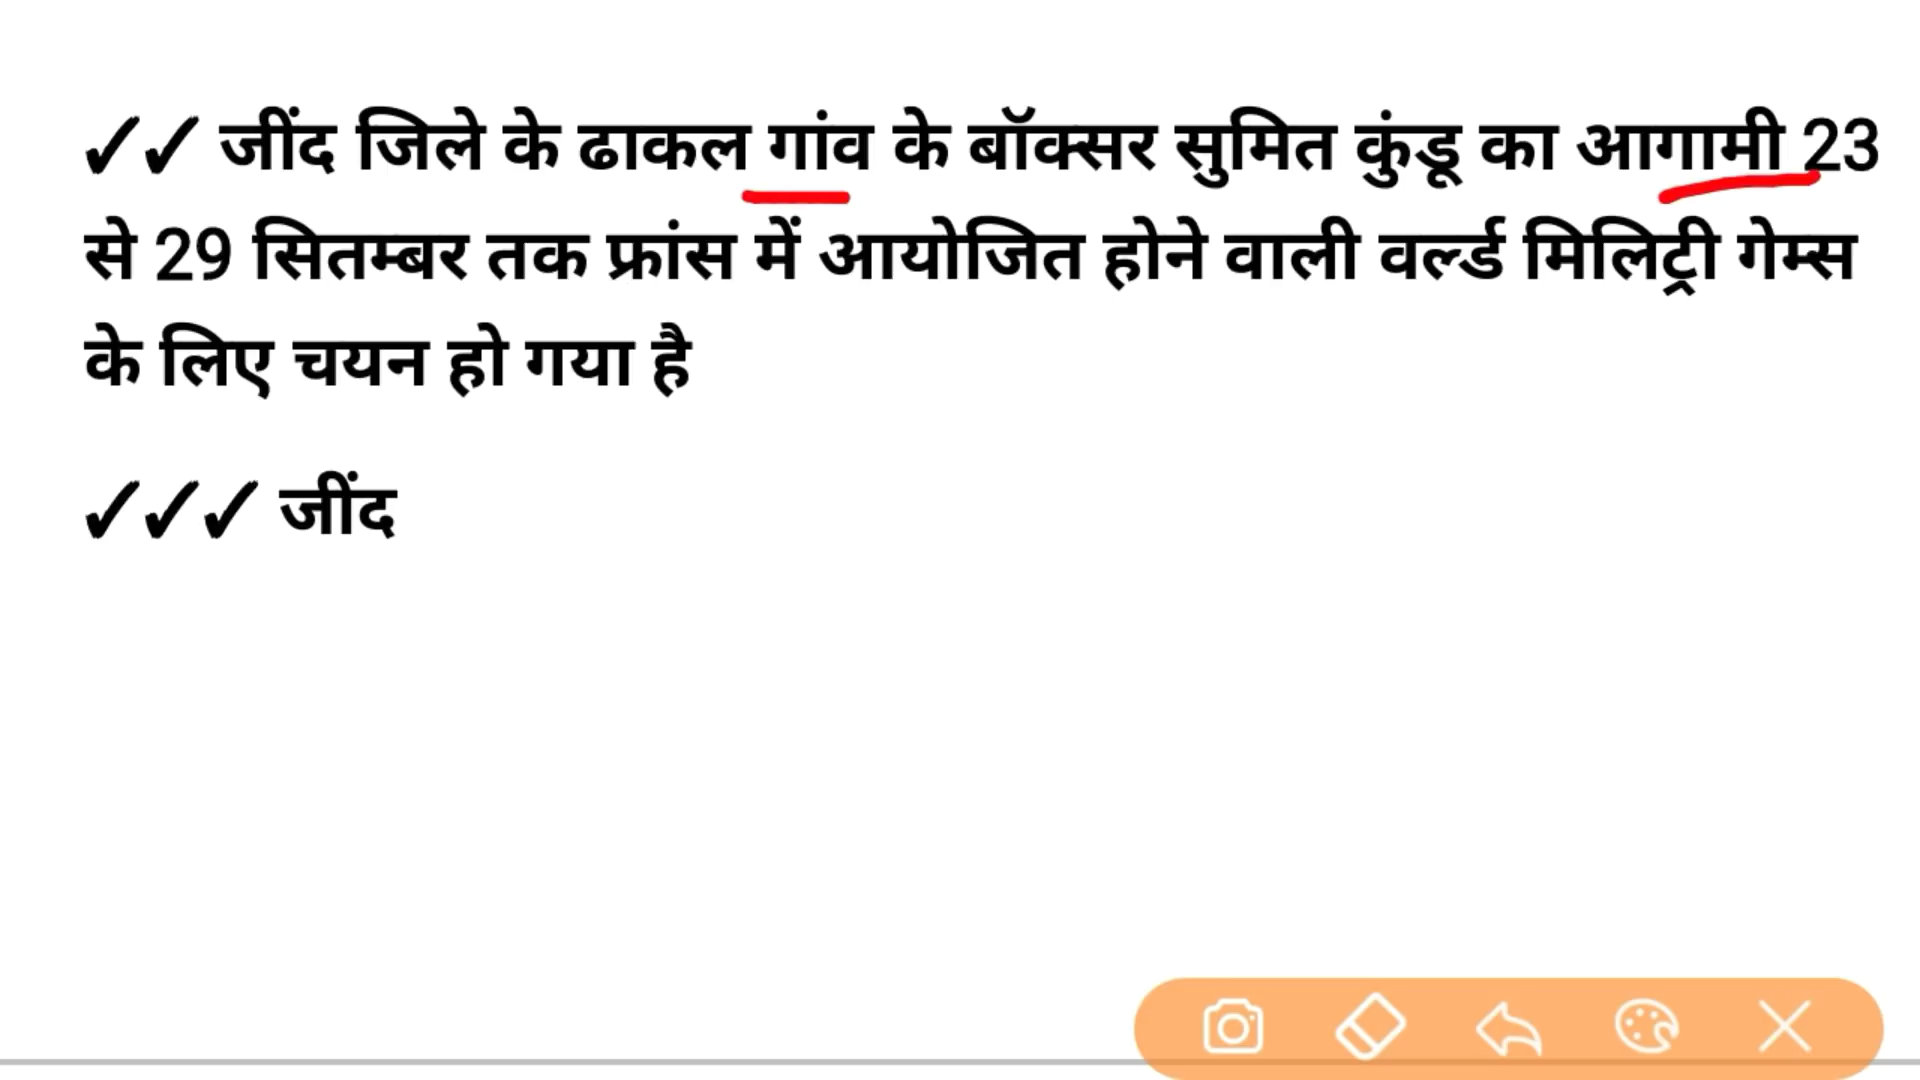 ✓✓ जींद जिले के ढाकल गांव के बॉक्सर सुमित कुंडू का आगामी 23
से 29 सितम्बर तक फ्रांस में आयोजित होने वाली वर्ल्ड मिलिट्री गेम्स
के लिए चयन हो गया है
✓✓✓ जींद